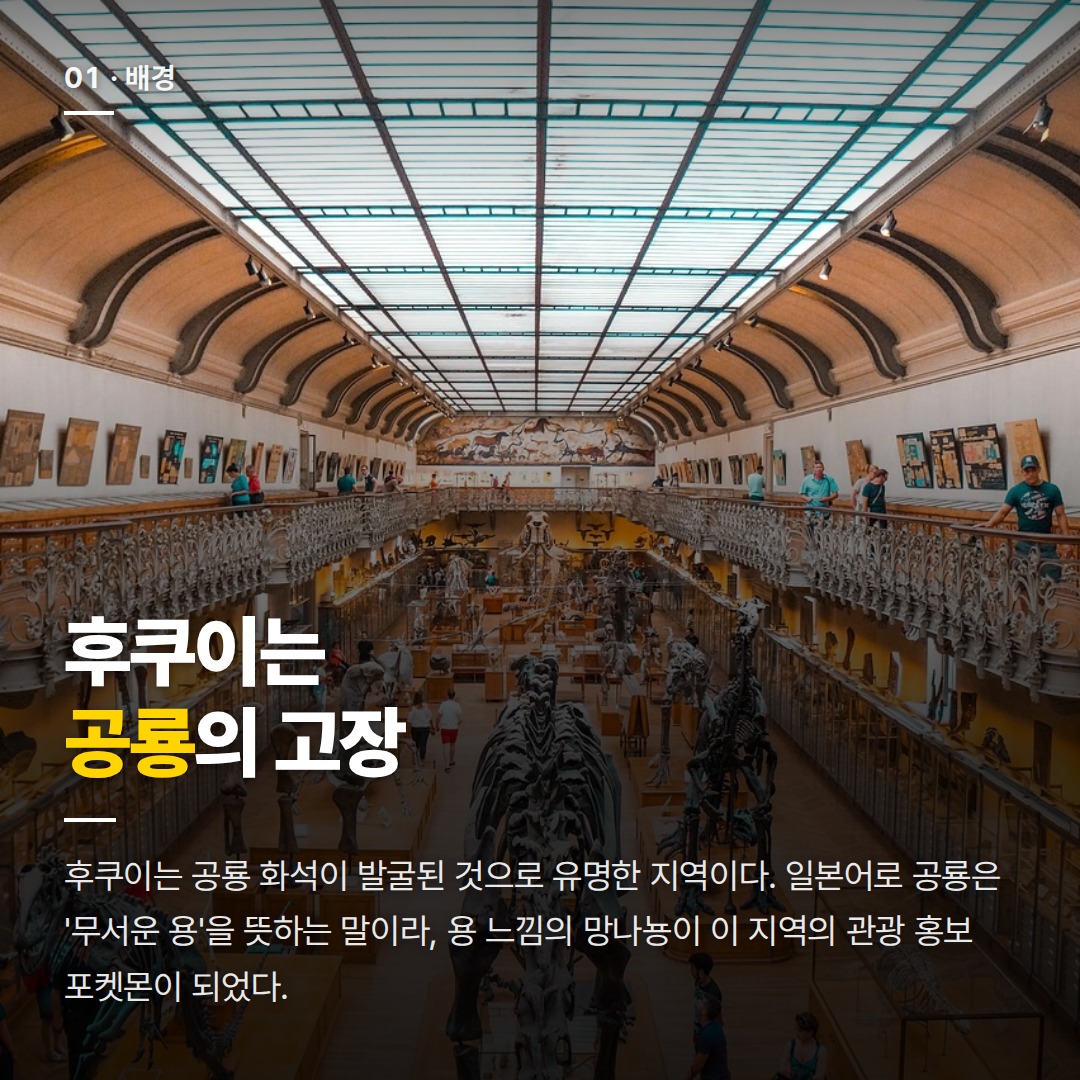 01 · 배경
후쿠이는
공룡의 고장
후쿠이는 공룡 화석이 발굴된 것으로 유명한 지역이다. 일본어로 공룡은
'무서운 용'을 뜻하는 말이라, 용 느낌의 망나뇽이 이 지역의 관광 홍보
포켓몬이 되었다.